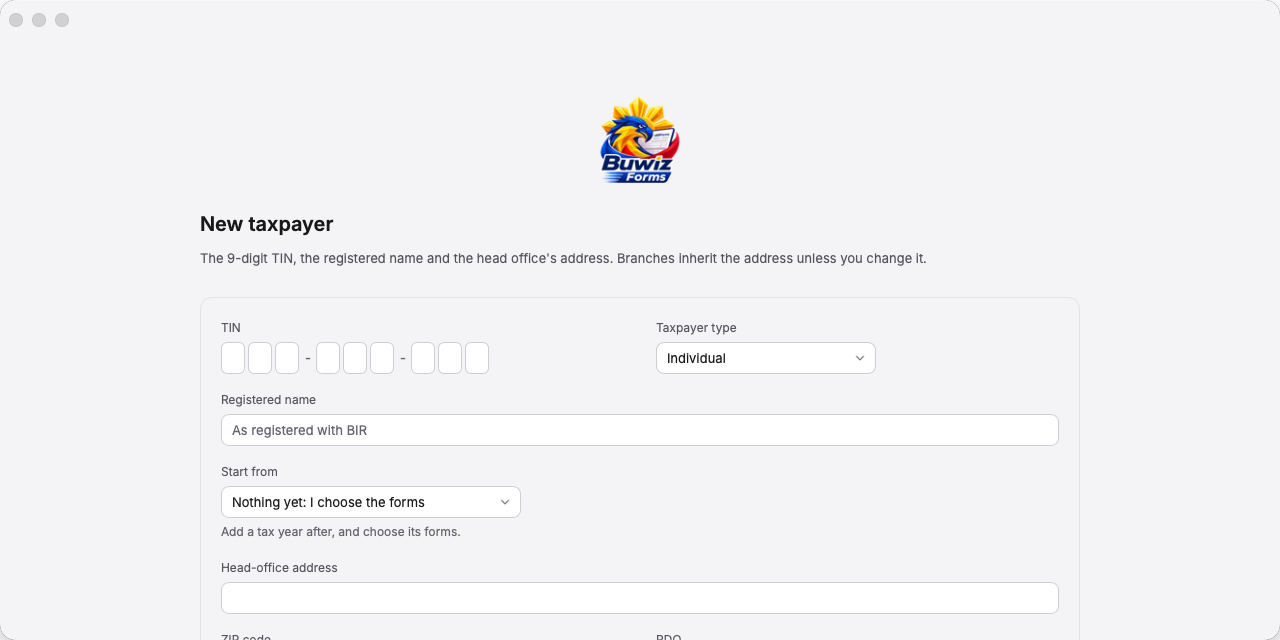 Buwiz
Forms
New taxpayer
The 9-digit TIN, the registered name and the head office's address. Branches inherit the address unless you change it.
TIN
Taxpayer type
- -
Individual
Registered name
As registered with BIR
Start from
Nothing yet: I choose the forms
Add a tax year after, and choose its forms.
Head-office address
ZIP code
RDO